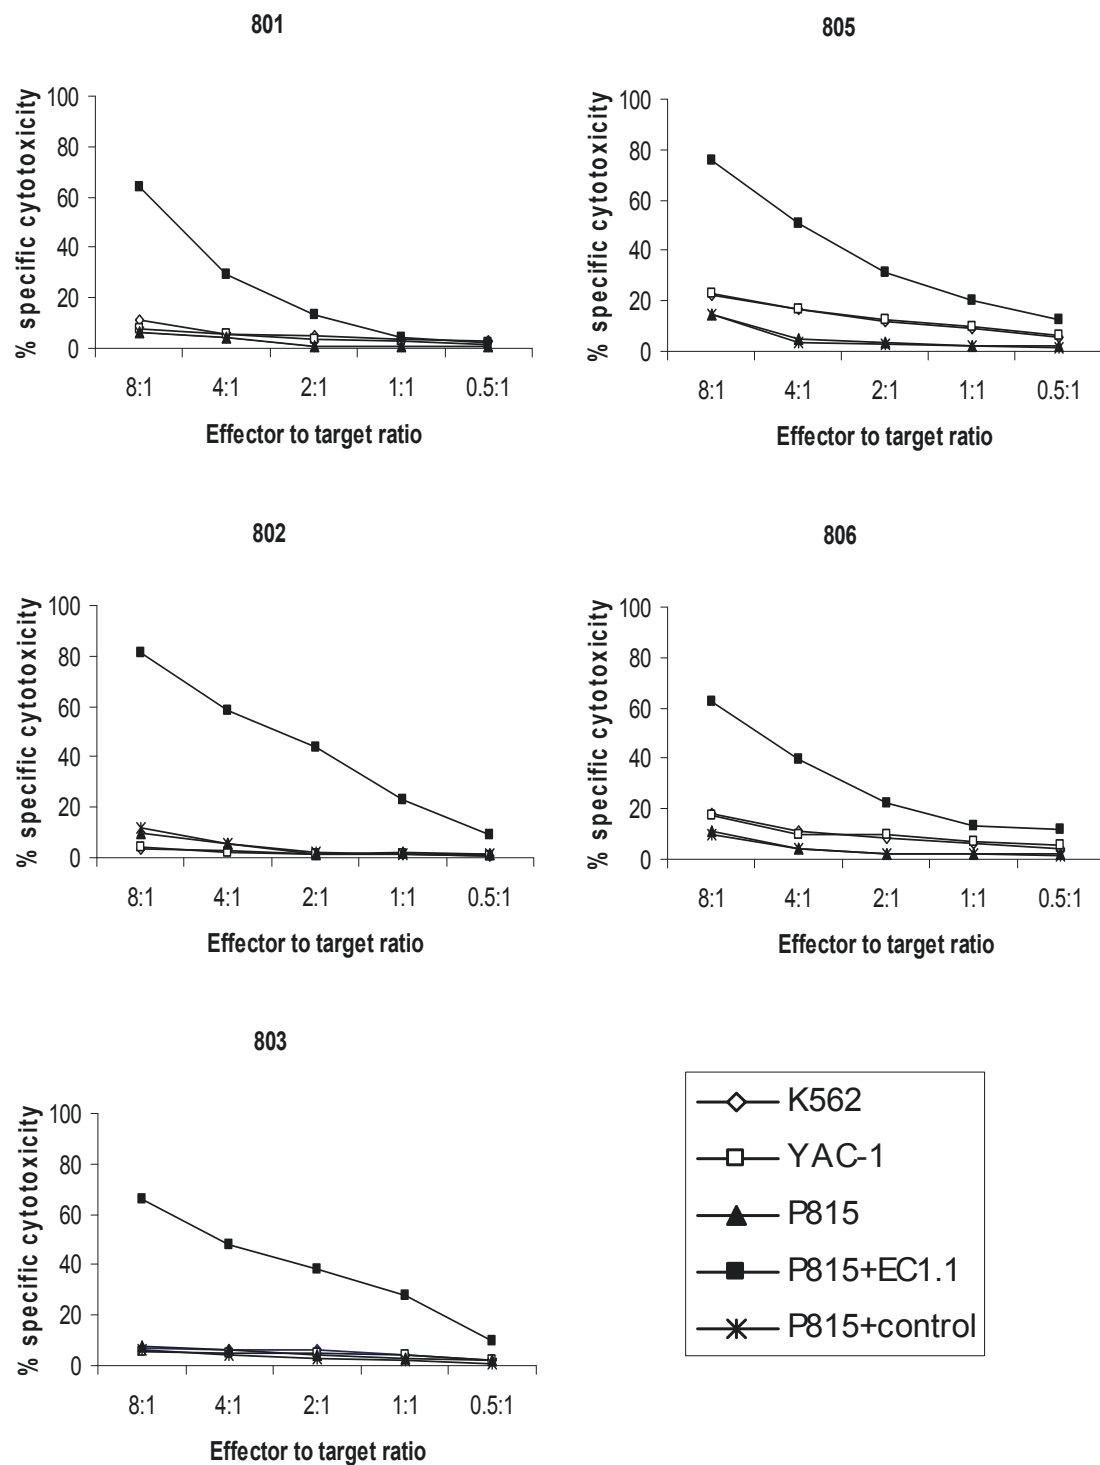 801
% specific cytotoxicity
100
80
60
40
20
0
8:1 4:1 2:1 1:1 0.5:1
Effector to target ratio
805
% specific cytotoxicity
100
80
60
40
20
0
8:1 4:1 2:1 1:1 0.5:1
Effector to target ratio
802
% specific cytotoxicity
100
80
60
40
20
0
8:1 4:1 2:1 1:1 0.5:1
Effector to target ratio
806
% specific cytotoxicity
100
80
60
40
20
0
8:1 4:1 2:1 1:1 0.5:1
Effector to target ratio
803
% specific cytotoxicity
100
80
60
40
20
0
8:1 4:1 2:1 1:1 0.5:1
Effector to target ratio
K562
YAC-1
P815
P815+EC1.1
P815+control